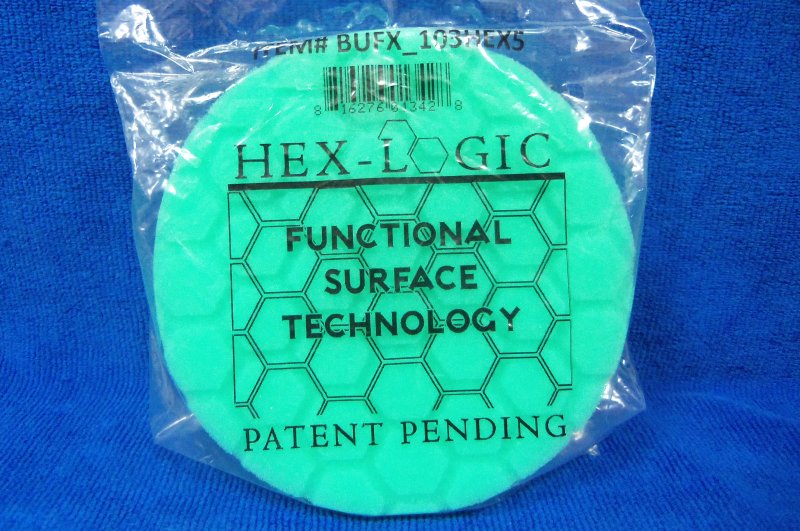 ITEM# BUFX_103HEX5
8 16276 01342 8
HEX-LOGIC
FUNCTIONAL
SURFACE
TECHNOLOGY
PATENT PENDING